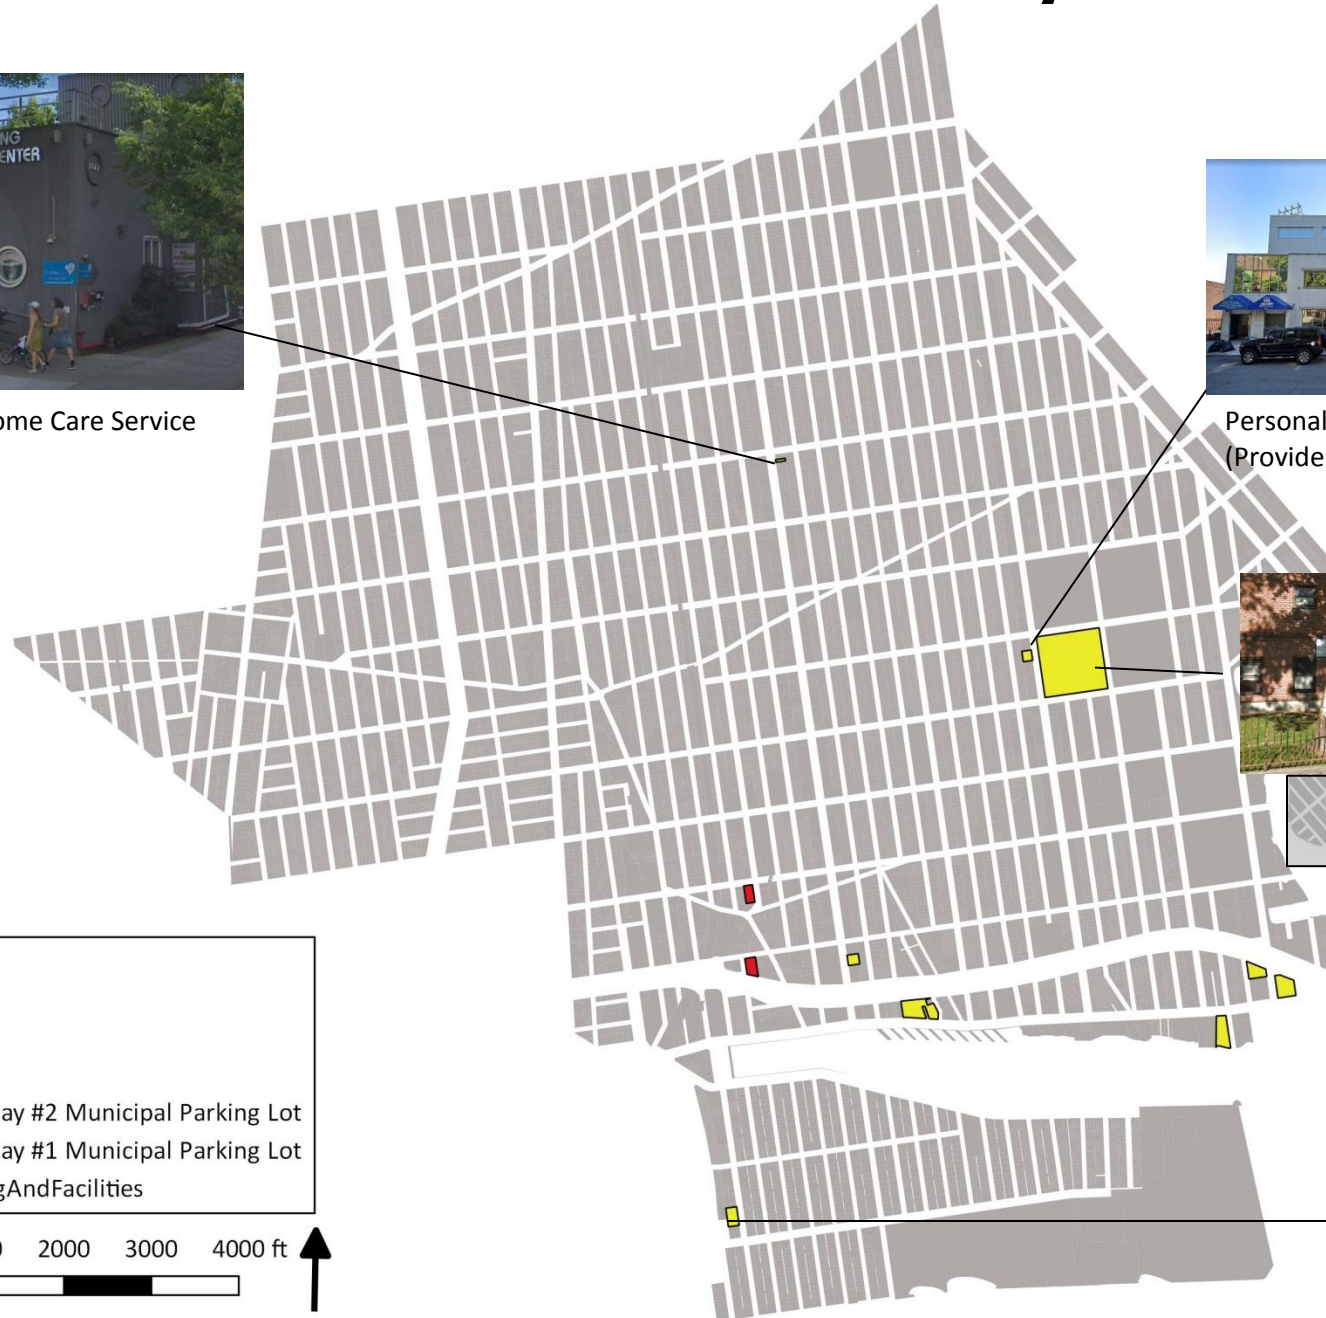 NG
ENTER
ome Care Service
Personal
(Provide
ay #2 Municipal Parking Lot
ay #1 Municipal Parking Lot
gAndFacilities
0 2000 3000 4000 ft